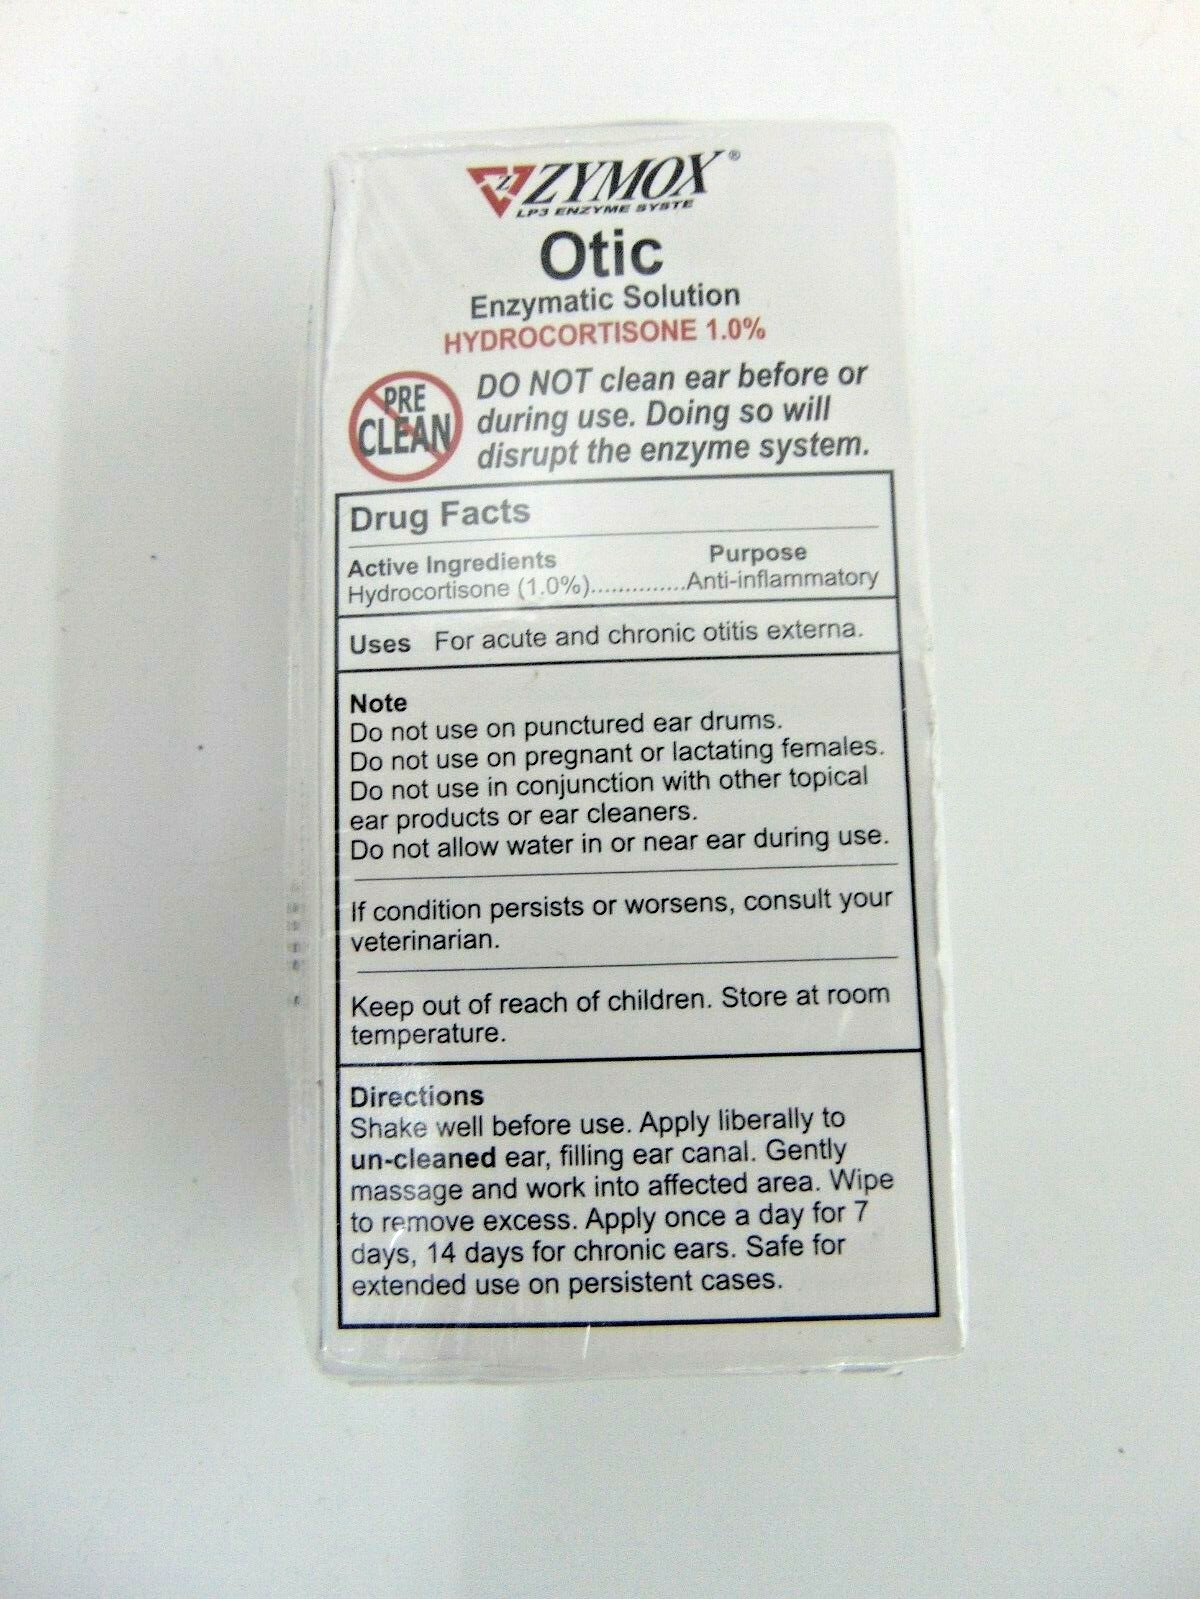 Z ZYMOX®
LP3 ENZYME SYSTE
Otic
Enzymatic Solution
HYDROCORTISONE 1.0%
PRE
CLEAN
DO NOT clean ear before or
during use. Doing so will
disrupt the enzyme system.
Drug Facts
Active Ingredients Purpose
Hydrocortisone (1.0%)..............Anti-inflammatory
Uses For acute and chronic otitis externa.
Note
Do not use on punctured ear drums.
Do not use on pregnant or lactating females.
Do not use in conjunction with other topical
ear products or ear cleaners.
Do not allow water in or near ear during use.
If condition persists or worsens, consult your
veterinarian.
Keep out of reach of children. Store at room
temperature.
Directions
Shake well before use. Apply liberally to
un-cleaned ear, filling ear canal. Gently
massage and work into affected area. Wipe
to remove excess. Apply once a day for 7
days, 14 days for chronic ears. Safe for
extended use on persistent cases.